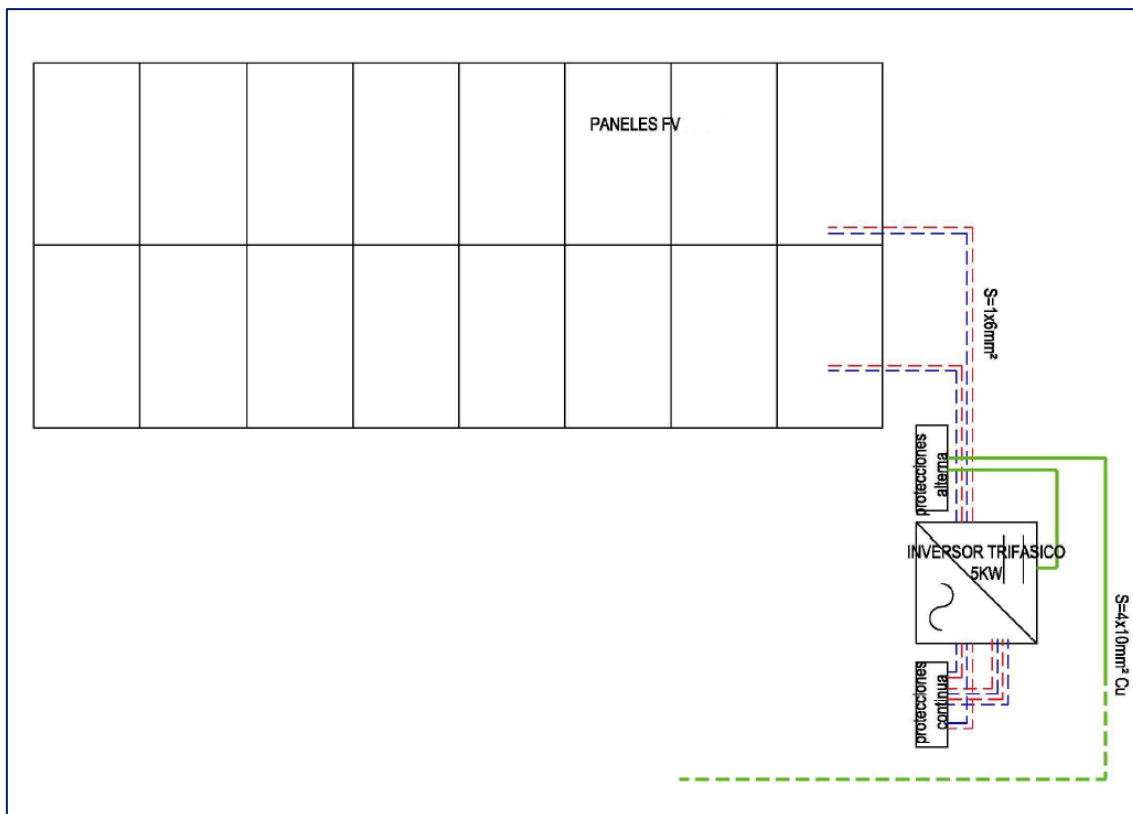 PANELES FV
S=1x6mm²
protecciones
alterna
INVERSOR TRIFASICO
5KW
S=4x10mm² Cu
protecciones
continua